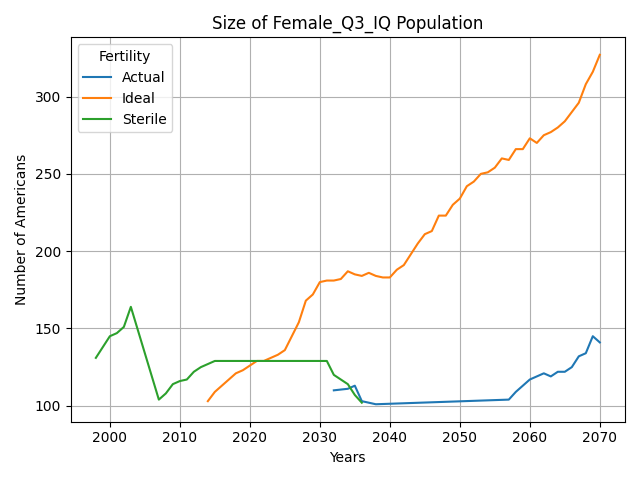 Size of Female_Q3_IQ Population
Fertility
Actual
Ideal
Sterile
Number of Americans
300
250
200
150
100
2000 2010 2020 2030 2040 2050 2060 2070
Years